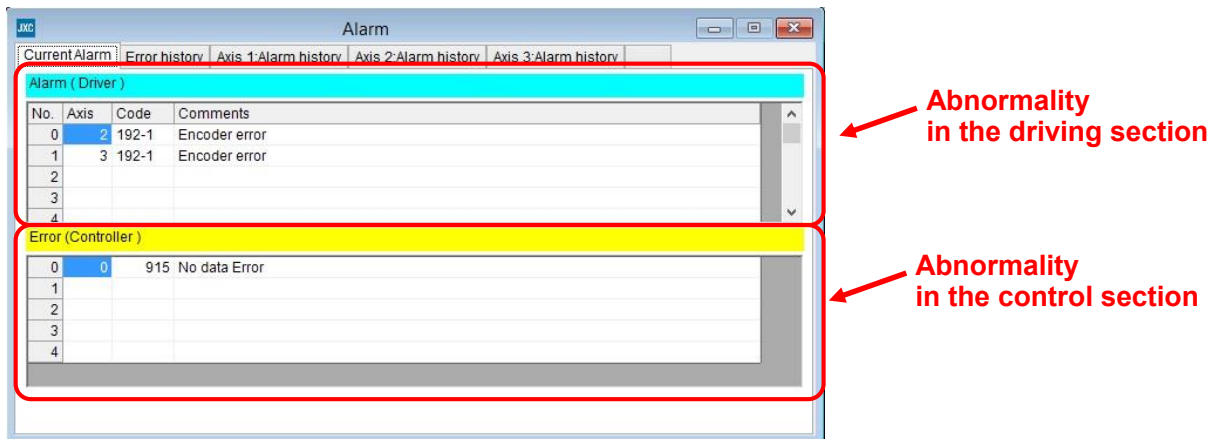 JXC
Alarm
Current Alarm Error history Axis 1:Alarm history Axis 2:Alarm history Axis 3:Alarm history
Alarm ( Driver )
No. Axis Code Comments
0 2 192-1 Encoder error
1 3 192-1 Encoder error
2
3
4
Abnormality
in the driving section
Error (Controller )
0 0 915 No data Error
1
2
3
4
Abnormality
in the control section